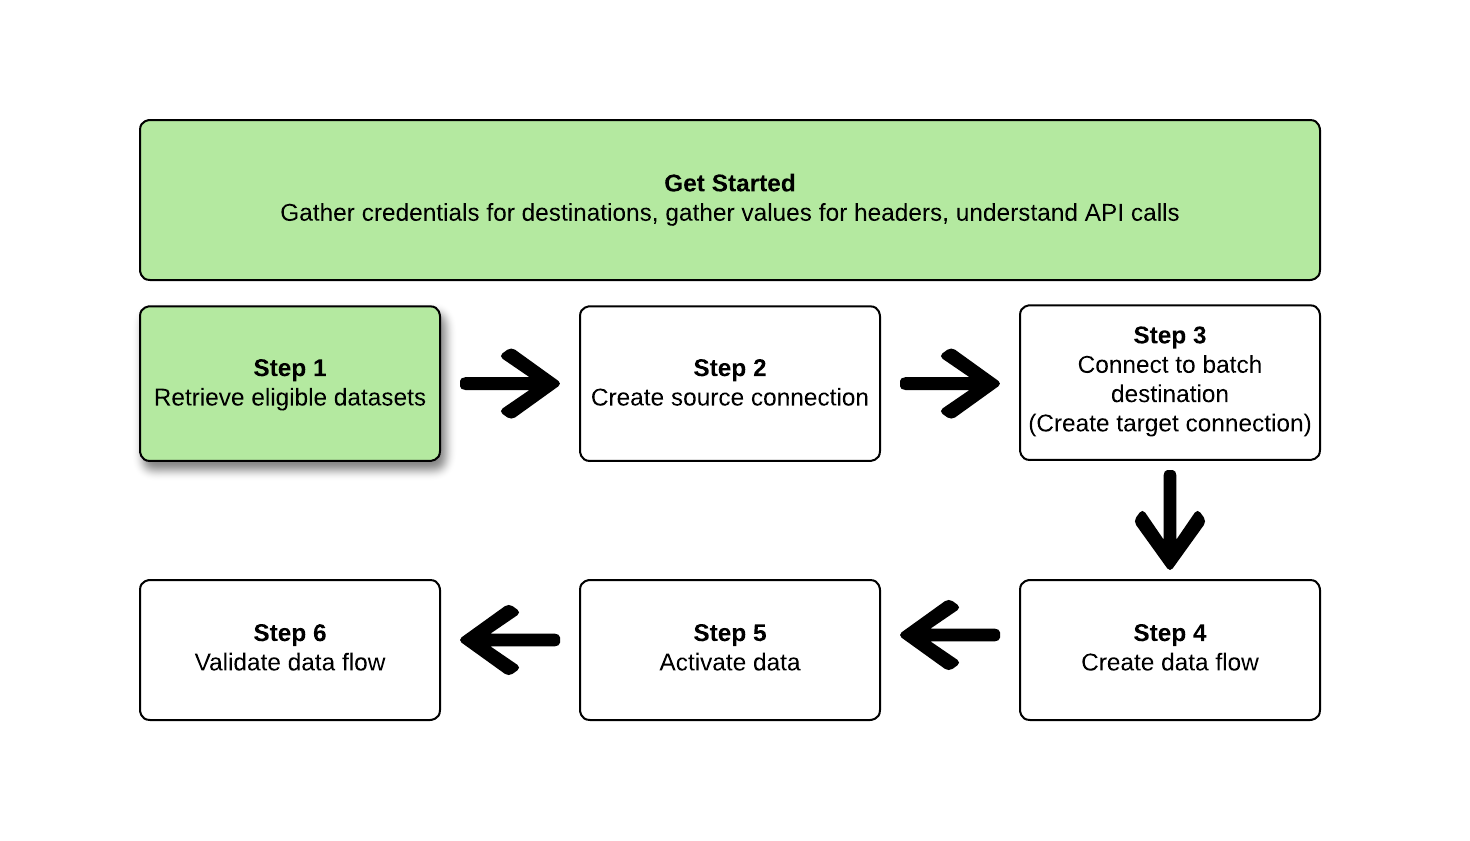 Get Started
Gather credentials for destinations, gather values for headers, understand API calls
Step 1
Retrieve eligible datasets
Step 2
Create source connection
Step 3
Connect to batch
destination
(Create target connection)
Step 4
Create data flow
Step 5
Activate data
Step 6
Validate data flow